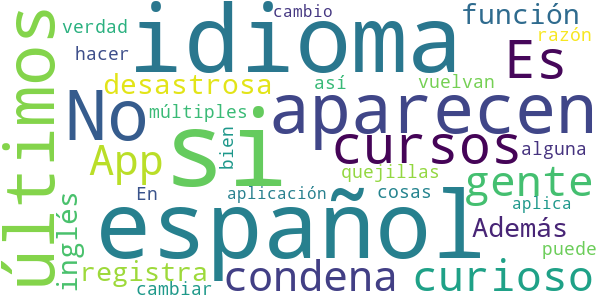 cambio
verdad
idioma
función
razón
hacer
Es
últimos
desastrosa
así
vuelvan
No
múltiples
si
aparecen
cursos
App
bien
alguna
quejillas
gente
En
aplicación
cosas
aplica
inglés
español
Además
registra
condena
curioso
puede
cambiar